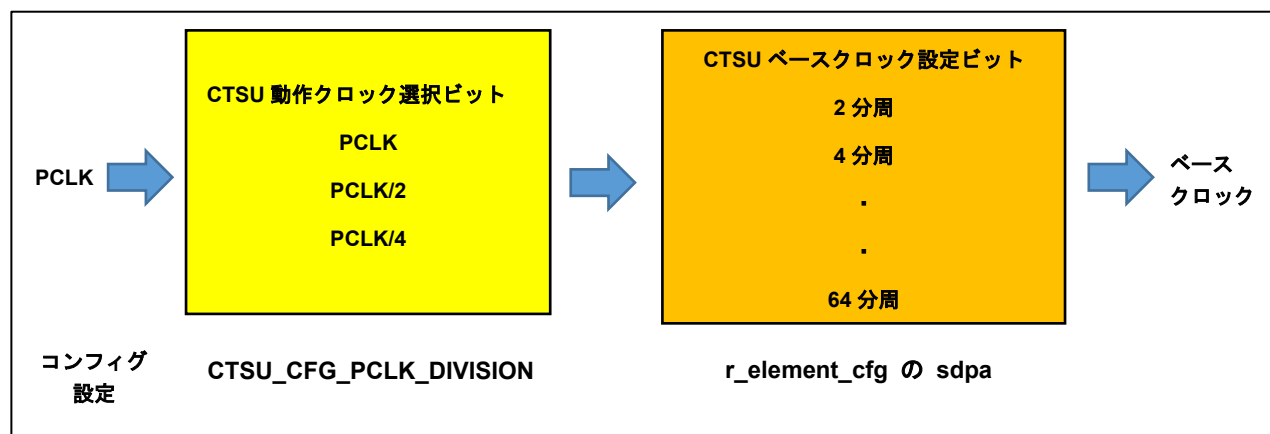 PCLK
CTSU 動作クロック選択ビット
PCLK
PCLK/2
PCLK/4
CTSU ベースクロック設定ビット
2 分周
4 分周
.
.
64 分周
ベース
クロック
コンフィグ
設定
CTSU_CFG_PCLK_DIVISION
r_element_cfg の sdpa